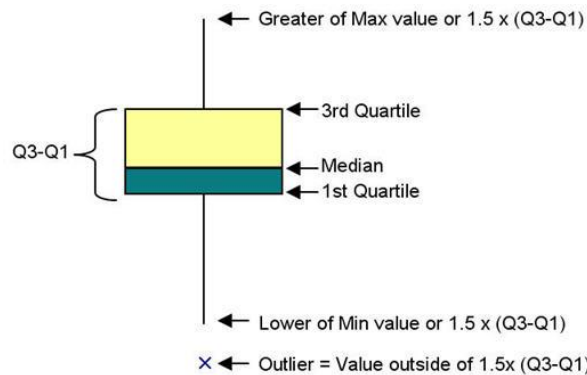 Greater of Max value or 1.5 x (Q3-Q1)
3rd Quartile
Q3-Q1
Median
1st Quartile
Lower of Min value or 1.5 x (Q3-Q1)
Outlier = Value outside of 1.5x (Q3-Q1)